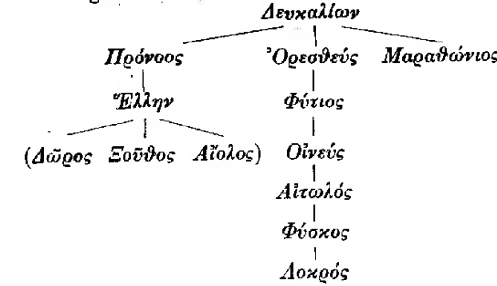 Δευκαλίων
Πρόνοος Ὀρεσθεύς Μαραθώνιος
Ἕλλην Φύτιος
(Δῶρος Ξοῦθος Αἴολος) Οἰνεύς
Αἰτωλός
Φύσκος
Λοκρός